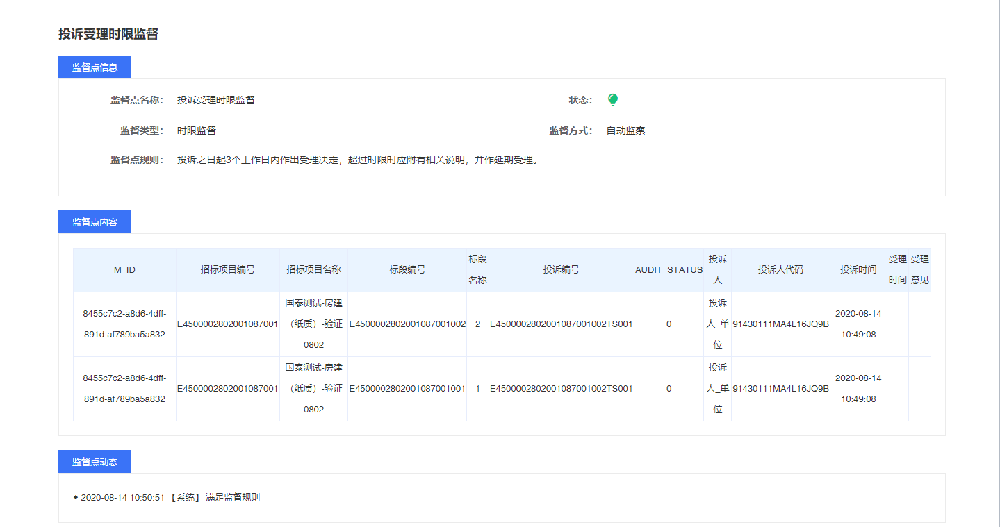 投诉受理时限监督
监督点信息
监督点名称： 投诉受理时限监督 状态：
监督类型： 时限监督 监督方式： 自动监察
监督点规则： 投诉之日起3个工作日内作出受理决定，超过时限时应附有相关说明，并作延期受理。
监督点内容
M_ID 招标项目编号 招标项目名称 标段编号 标段名称 投诉编号 AUDIT_STATUS 投诉人 投诉人代码 投诉时间 受理时间 受理意见
8455c7c2-a8d6-4dff-891d-af789ba5a832 E4500002802001087001 国泰测试-房建（纸质）-验证0802 E4500002802001087001002 2 E4500002802001087001002TS001 0 投诉人_单位 91430111MA4L16JQ9B 2020-08-14 10:49:08
8455c7c2-a8d6-4dff-891d-af789ba5a832 E4500002802001087001 国泰测试-房建（纸质）-验证0802 E4500002802001087001001 1 E4500002802001087001002TS001 0 投诉人_单位 91430111MA4L16JQ9B 2020-08-14 10:49:08
监督点动态
◆ 2020-08-14 10:50:51 【系统】 满足监督规则